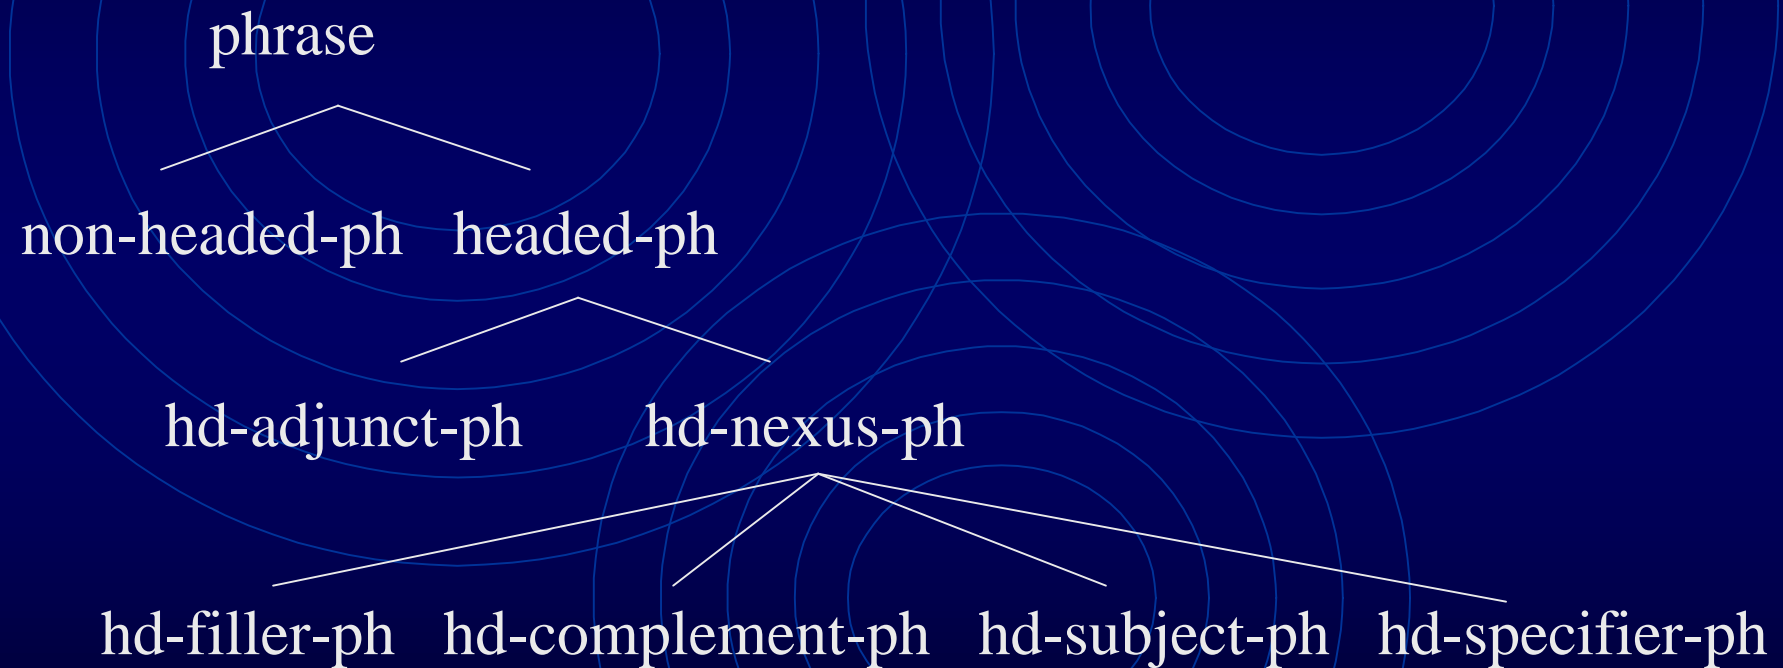 phrase
non-headed-ph headed-ph
hd-adjunct-ph hd-nexus-ph
hd-filler-ph hd-complement-ph hd-subject-ph hd-specifier-ph